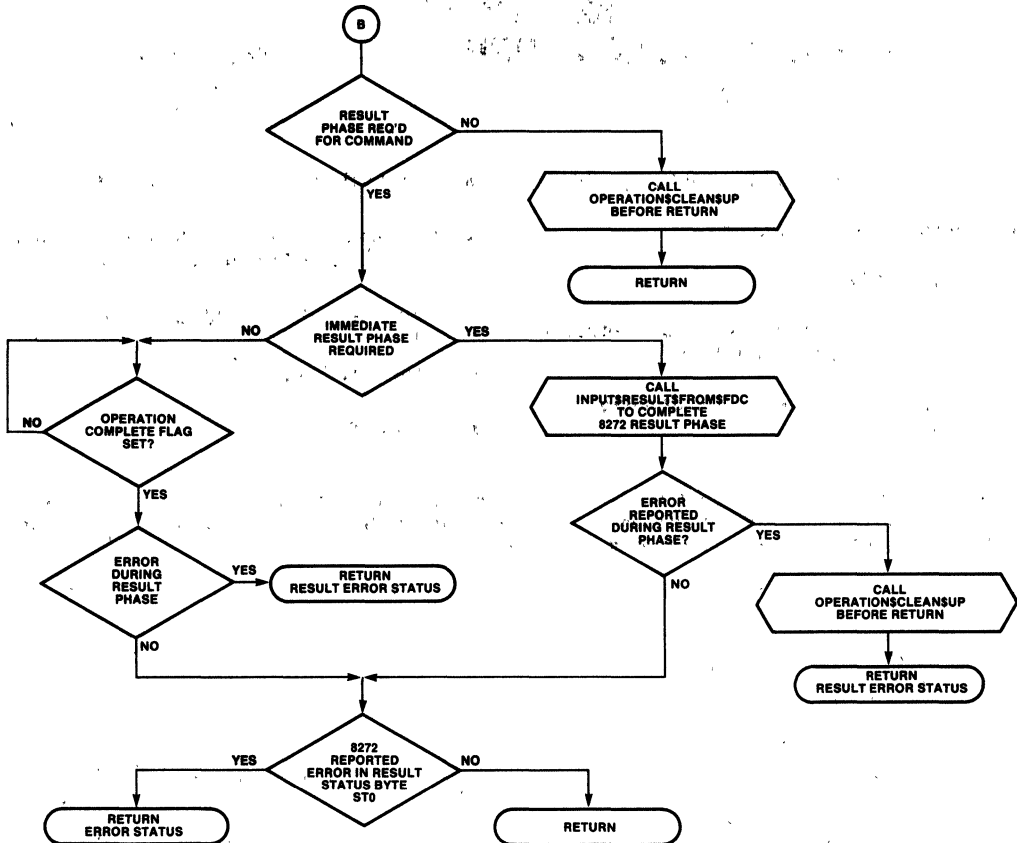 B
RESULT
PHASE REQ'D
FOR COMMAND
NO
YES
CALL
OPERATION$CLEAN$UP
BEFORE RETURN
RETURN
IMMEDIATE
RESULT PHASE
REQUIRED
NO
YES
CALL
INPUT$RESULT$FROM$FDC
TO COMPLETE
8272 RESULT PHASE
OPERATION
COMPLETE FLAG
SET?
NO
YES
ERROR
REPORTED
DURING RESULT
PHASE?
YES
NO
ERROR
DURING
RESULT
PHASE
YES
NO
RETURN
RESULT ERROR STATUS
CALL
OPERATION$CLEAN$UP
BEFORE RETURN
RETURN
RESULT ERROR STATUS
8272
REPORTED
ERROR IN RESULT
STATUS BYTE
ST0
YES
NO
RETURN
ERROR STATUS
RETURN